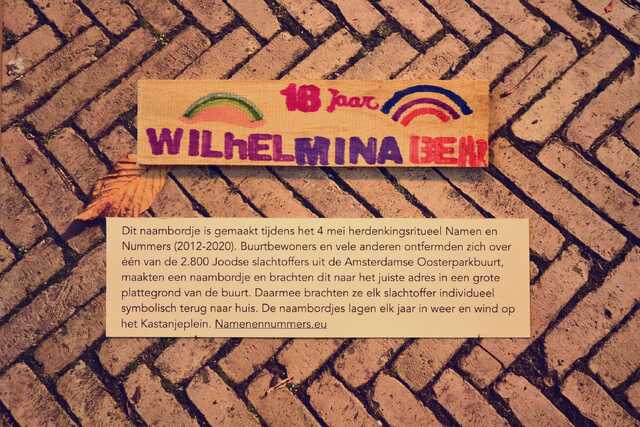 18 jaar
WILhELMINA BEHR
Dit naambordje is gemaakt tijdens het 4 mei herdenkingsritueel Namen en
Nummers (2012-2020). Buurtbewoners en vele anderen ontfermden zich over
één van de 2.800 Joodse slachtoffers uit de Amsterdamse Oosterparkbuurt,
maakten een naambordje en brachten dit naar het juiste adres in een grote
plattegrond van de buurt. Daarmee brachten ze elk slachtoffer individueel
symbolisch terug naar huis. De naambordjes lagen elk jaar in weer en wind op
het Kastanjeplein. Namenennummers.eu